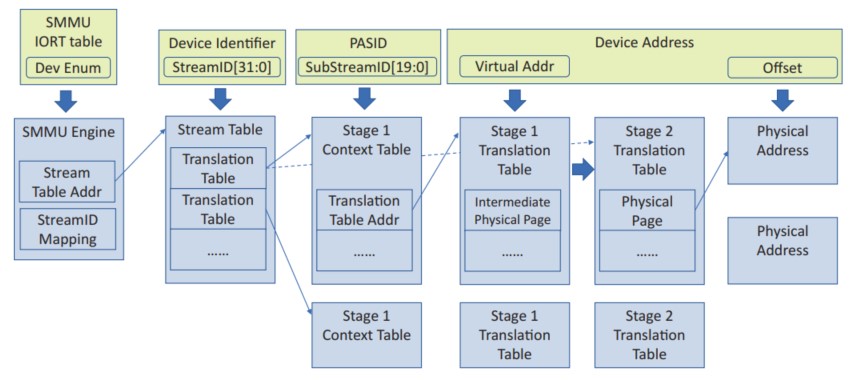 SMMU
IORT table
Dev Enum
Device Identifier
StreamID[31:0]
PASID
SubStreamID[19:0]
Device Address
Virtual Addr
Offset
SMMU Engine
Stream
Table Addr
StreamID
Mapping
Stream Table
Translation
Table
Translation
Table
......
Stage 1
Context Table
Translation
Table Addr
......
Stage 1
Translation
Table
Intermediate
Physical Page
......
Stage 2
Translation
Table
Physical
Page
......
Physical
Address
Physical
Address
Stage 1
Context Table
Stage 1
Translation
Table
Stage 2
Translation
Table